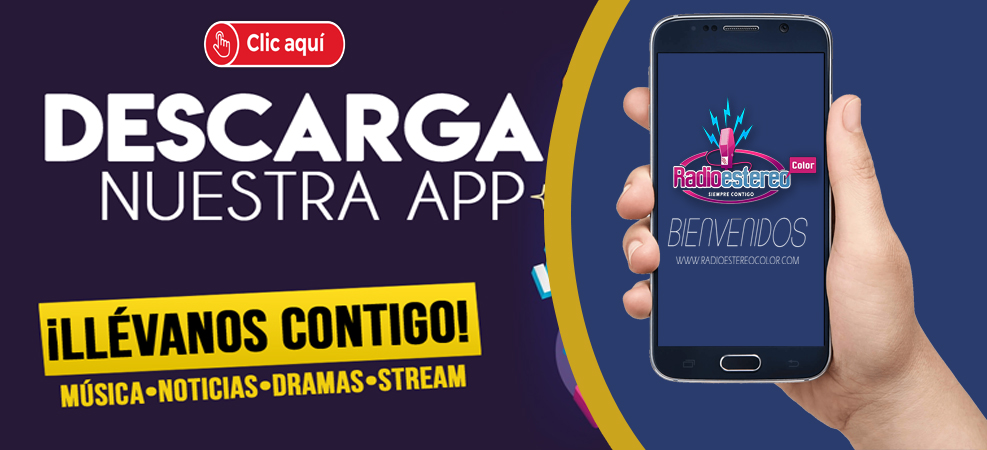 Clic aquí
DESCARGA
NUESTRA APP
¡LLÉVANOS CONTIGO!
MÚSICA•NOTICIAS•DRAMAS•STREAM
Radioestereo
Color
SIEMPRE CONTIGO
BIENVENIDOS
WWW.RADIOESTEREOCOLOR.COM